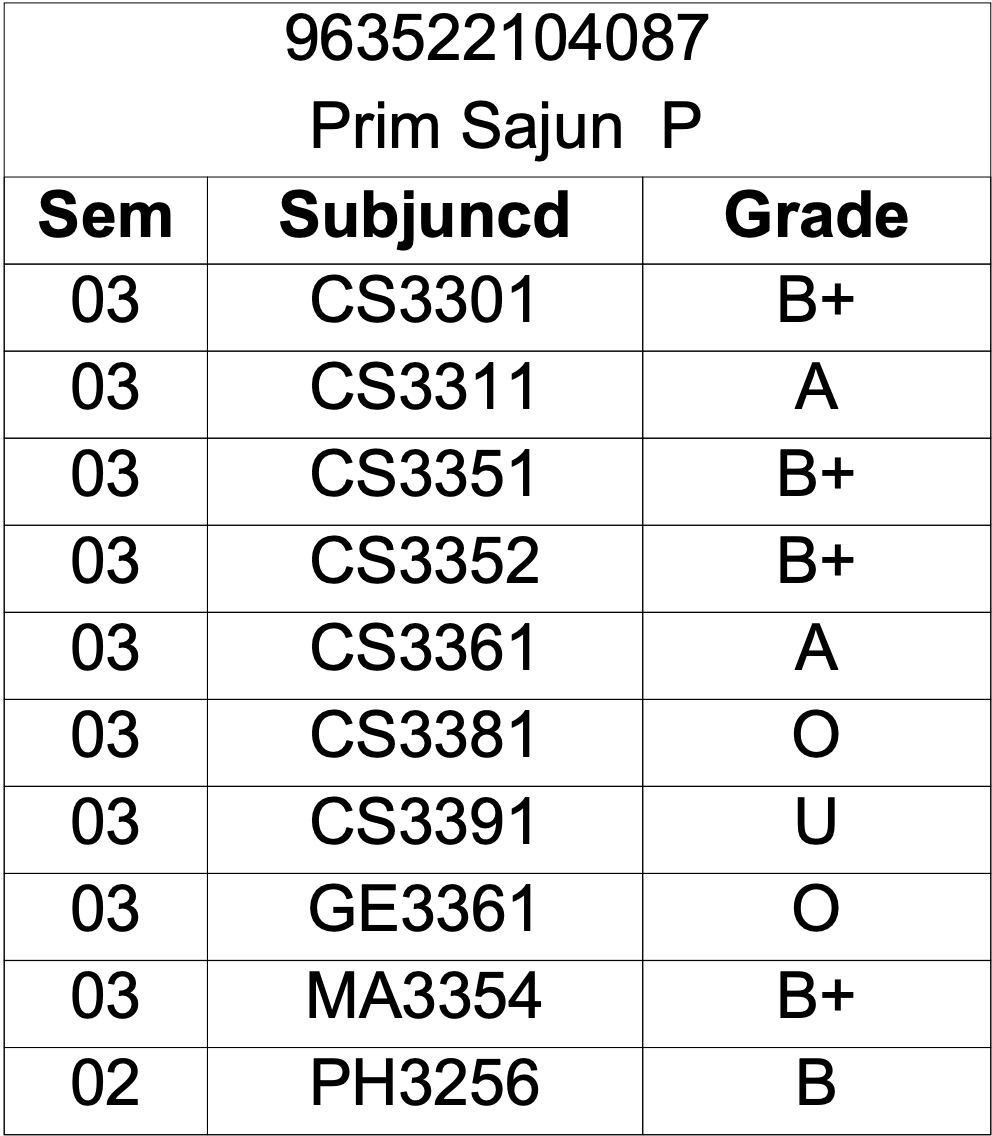 963522104087
Prim Sajun P
Sem Subjuncd Grade
03 CS3301 B+
03 CS3311 A
03 CS3351 B+
03 CS3352 B+
03 CS3361 A
03 CS3381 O
03 CS3391 U
03 GE3361 O
03 MA3354 B+
02 PH3256 B